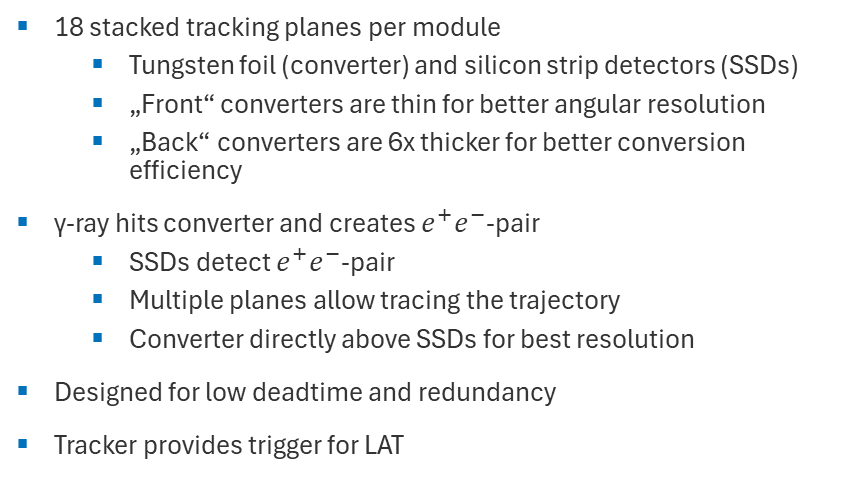 ▪ 18 stacked tracking planes per module
▪ Tungsten foil (converter) and silicon strip detectors (SSDs)
▪ „Front“ converters are thin for better angular resolution
▪ „Back“ converters are 6x thicker for better conversion
efficiency
▪ γ-ray hits converter and creates e⁺e⁻-pair
▪ SSDs detect e⁺e⁻-pair
▪ Multiple planes allow tracing the trajectory
▪ Converter directly above SSDs for best resolution
▪ Designed for low deadtime and redundancy
▪ Tracker provides trigger for LAT